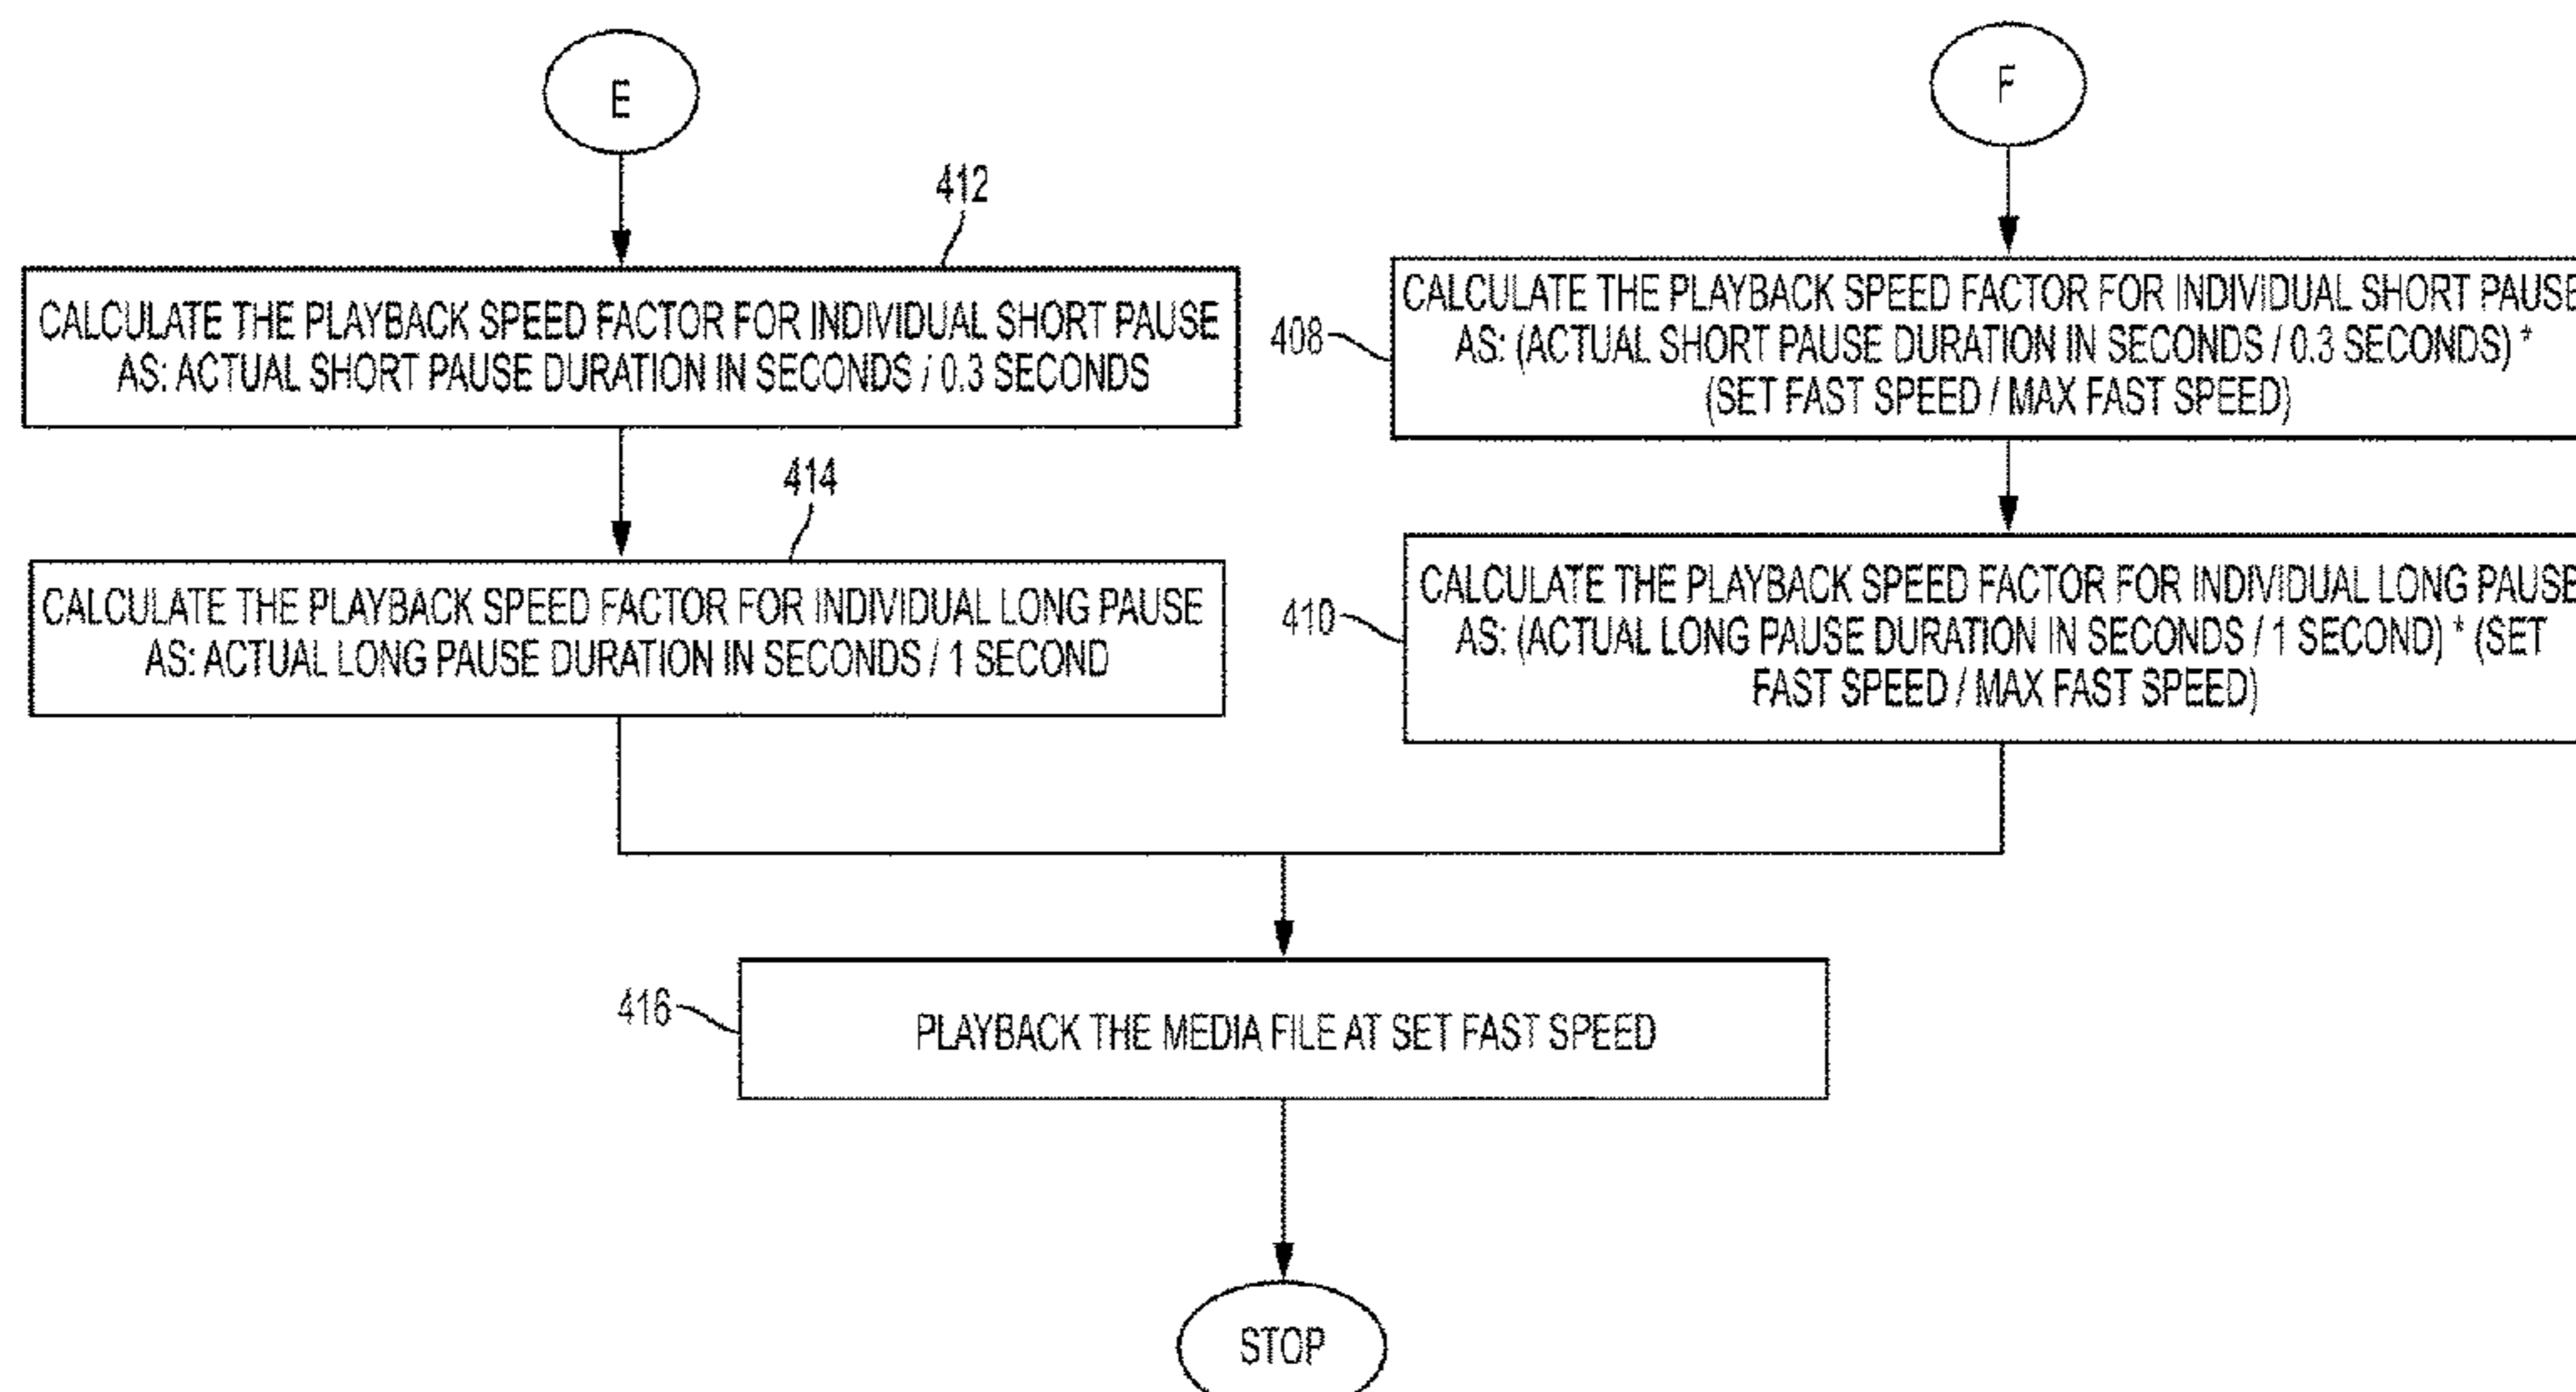 E
412
CALCULATE THE PLAYBACK SPEED FACTOR FOR INDIVIDUAL SHORT PAUSE
AS: ACTUAL SHORT PAUSE DURATION IN SECONDS / 0.3 SECONDS
414
CALCULATE THE PLAYBACK SPEED FACTOR FOR INDIVIDUAL LONG PAUSE
AS: ACTUAL LONG PAUSE DURATION IN SECONDS / 1 SECOND
F
408
CALCULATE THE PLAYBACK SPEED FACTOR FOR INDIVIDUAL SHORT PAUSE
AS: (ACTUAL SHORT PAUSE DURATION IN SECONDS / 0.3 SECONDS) *
(SET FAST SPEED / MAX FAST SPEED)
410
CALCULATE THE PLAYBACK SPEED FACTOR FOR INDIVIDUAL LONG PAUSE
AS: (ACTUAL LONG PAUSE DURATION IN SECONDS / 1 SECOND) * (SET
FAST SPEED / MAX FAST SPEED)
416
PLAYBACK THE MEDIA FILE AT SET FAST SPEED
STOP